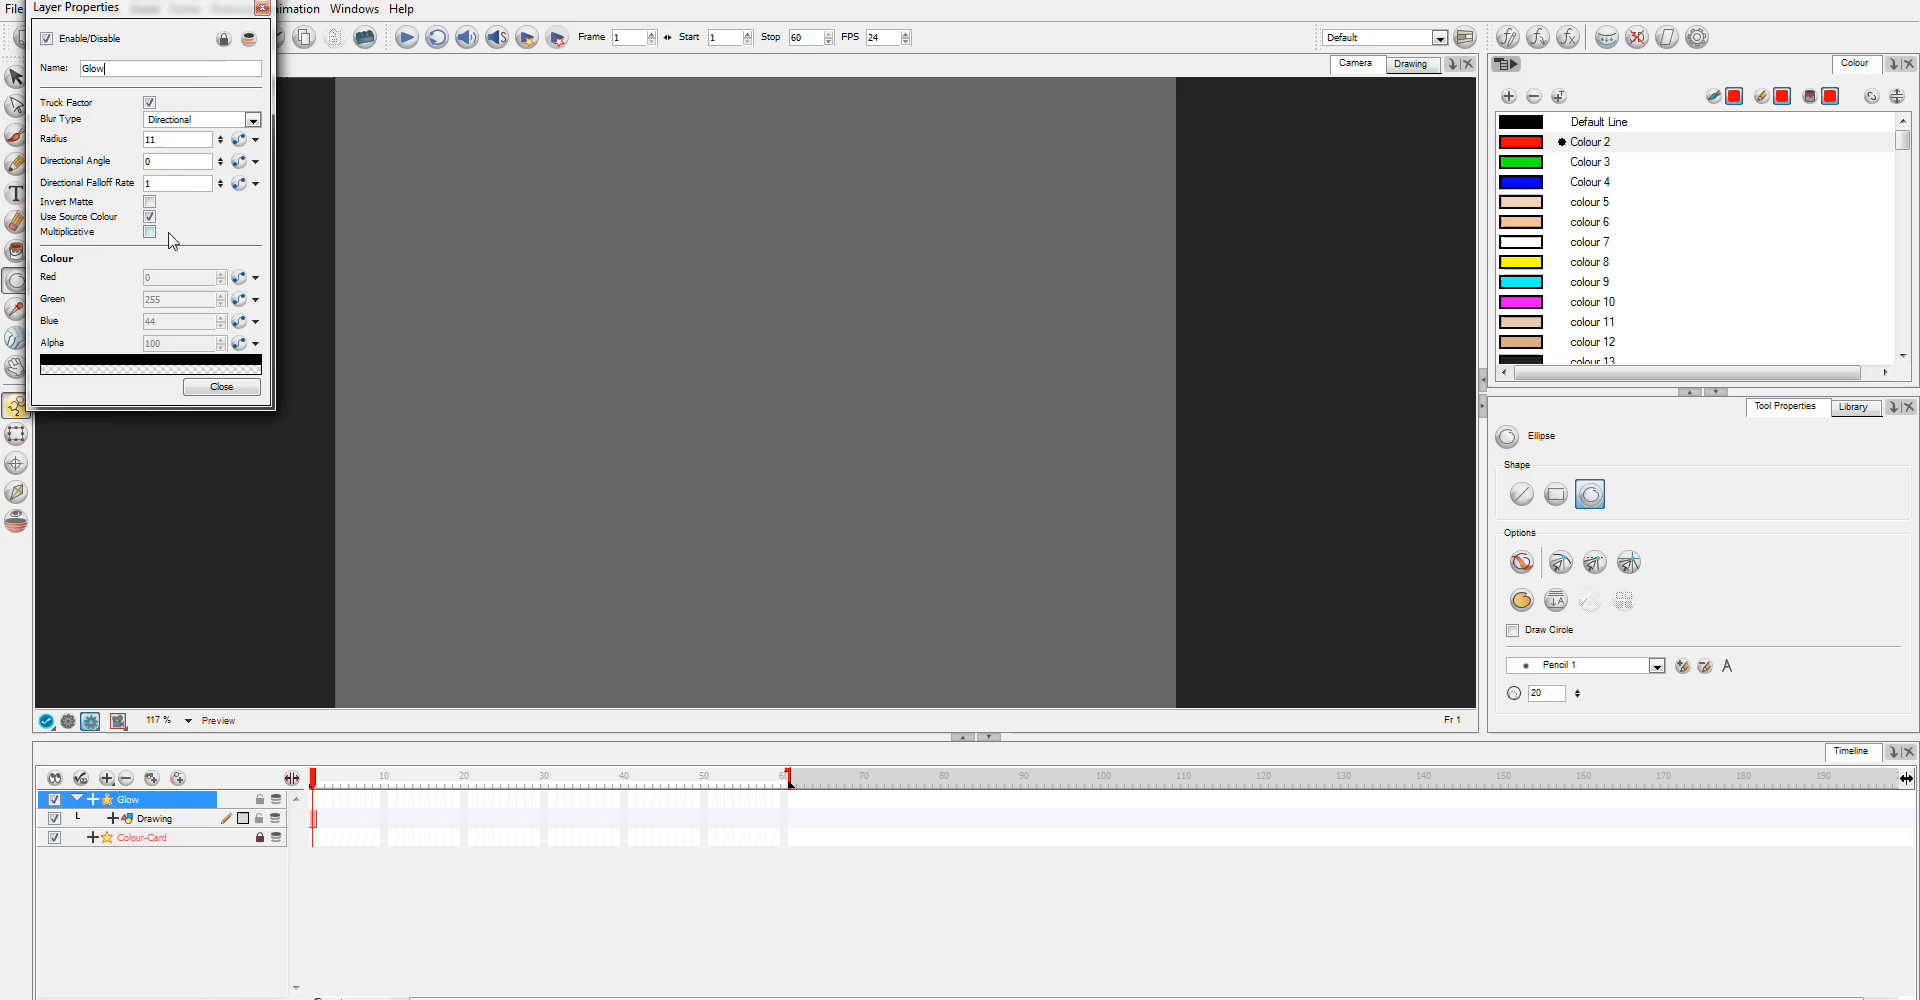 File
Layer Properties
imation Windows Help
Enable/Disable
Name: Glow
Truck Factor
Blur Type Directional
Radius 11
Directional Angle 0
Directional Falloff Rate 1
Invert Matte
Use Source Colour
Multiplicative
Colour
Red 0
Green 255
Blue 44
Alpha 100
Close
Frame 1 Start 1 Stop 60 FPS 24
Default
Camera Drawing
Colour
Default Line
Colour 2
Colour 3
Colour 4
colour 5
colour 6
colour 7
colour 8
colour 9
colour 10
colour 11
colour 12
colour 13
Tool Properties Library
Ellipse
Shape
Options
Draw Circle
Pencil 1
20
117 % Preview Fr 1
Timeline
10 20 30 40 50 60 70 80 90 100 110 120 130 140 150 160 170 180 190
Glow
Drawing
Colour-Card